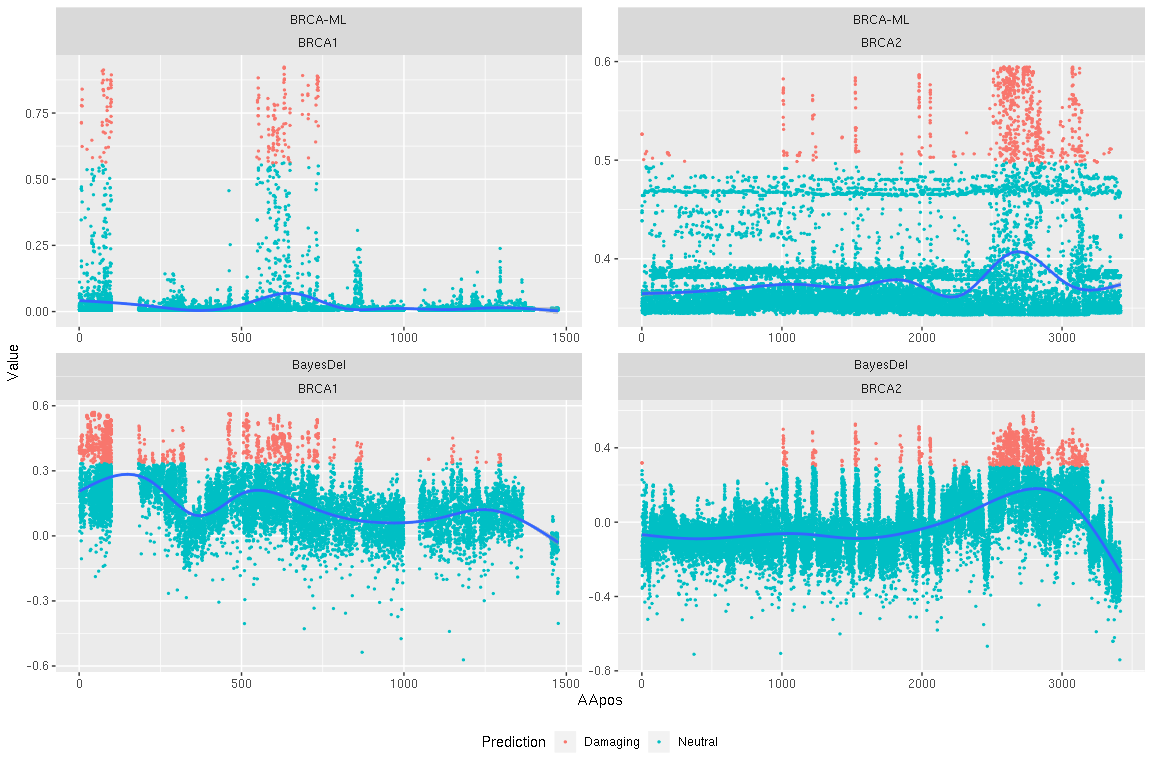 BRCA-ML
BRCA1
0.75
0.50
0.25
0.00
0 500 1000 1500
BRCA-ML
BRCA2
0.6
0.5
0.4
0 1000 2000 3000
BayesDel
BRCA1
0.6
0.3
0.0
-0.3
-0.6
0 500 1000 1500
BayesDel
BRCA2
0.4
0.0
-0.4
-0.8
0 1000 2000 3000
Value
AApos
Prediction Damaging Neutral